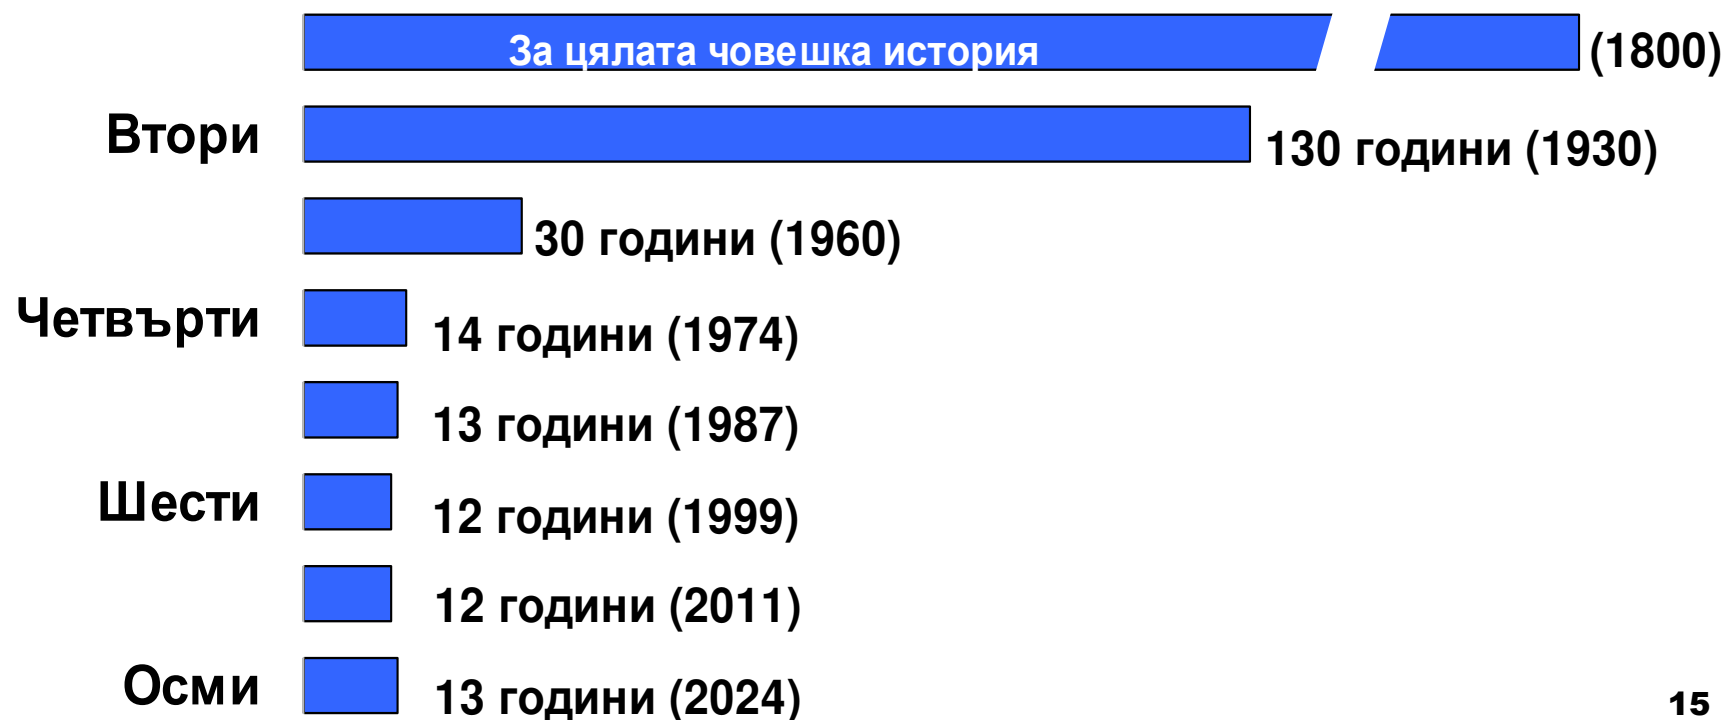 За цялата човешка история (1800)
Втори 130 години (1930)
30 години (1960)
Четвърти 14 години (1974)
13 години (1987)
Шести 12 години (1999)
12 години (2011)
Осми 13 години (2024)
15